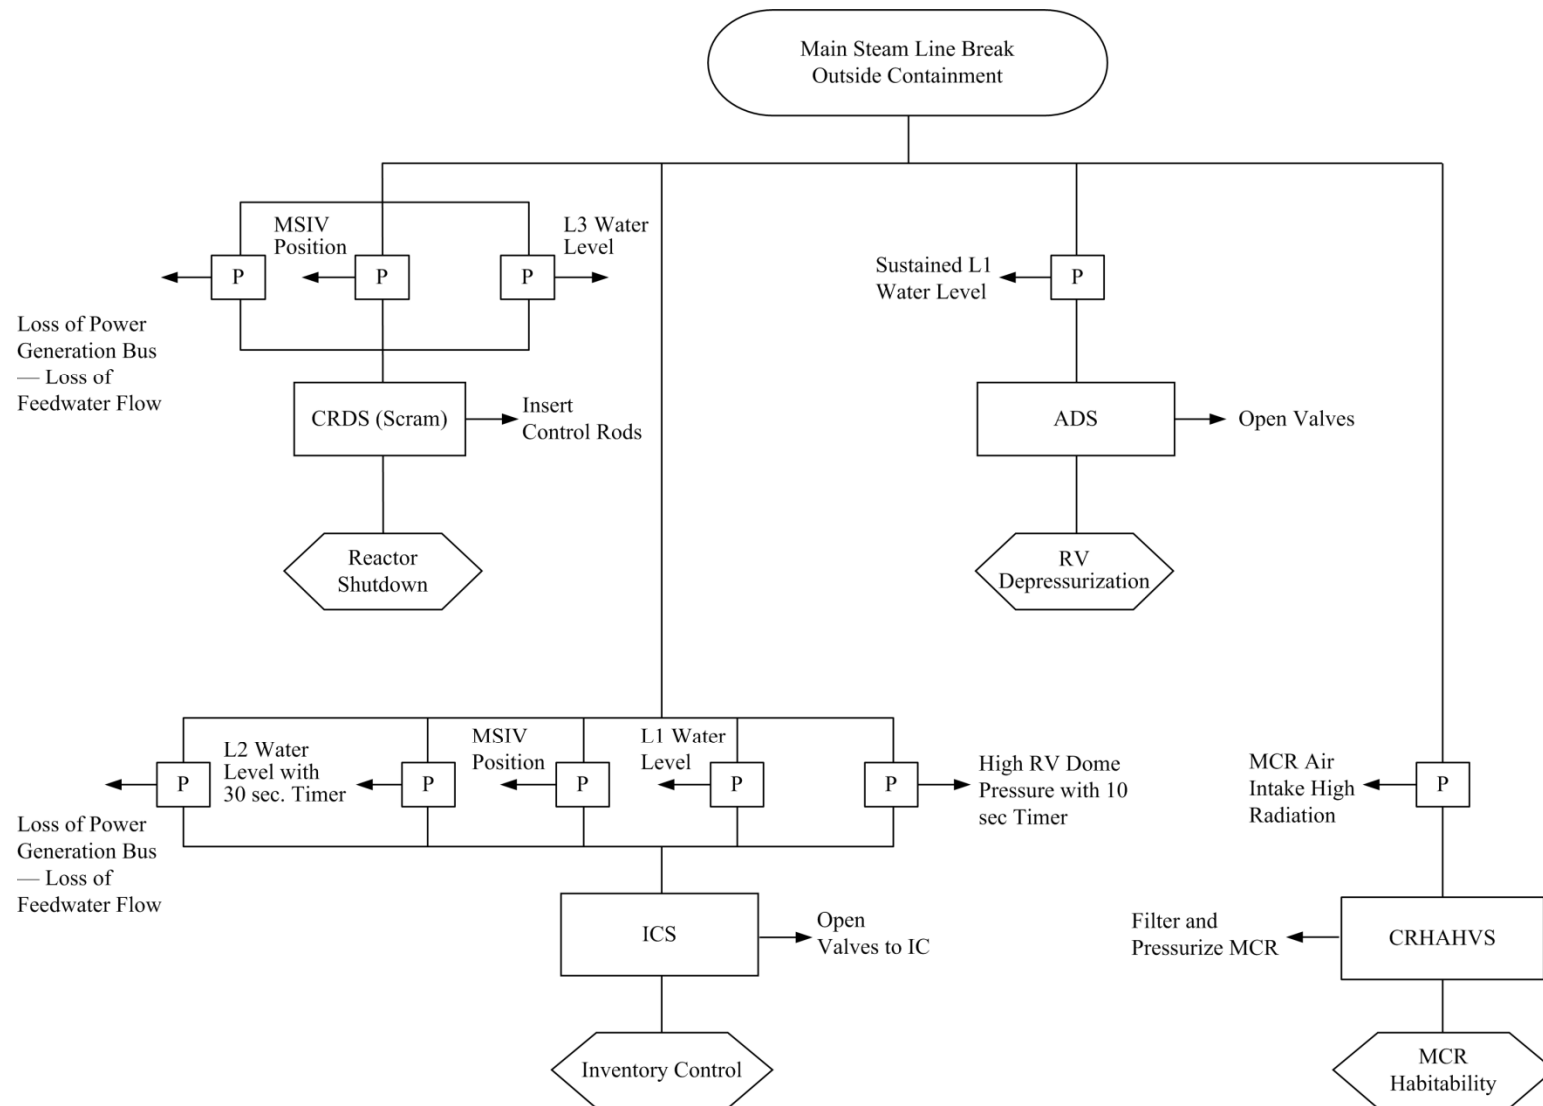 Main Steam Line Break
Outside Containment
MSIV
Position
L3 Water
Level
P
P
P
Loss of Power
Generation Bus
— Loss of
Feedwater Flow
CRDS (Scram)
Insert
Control Rods
Reactor
Shutdown
Sustained L1
Water Level
P
ADS
Open Valves
RV
Depressurization
L2 Water
Level with
30 sec. Timer
MSIV
Position
L1 Water
Level
P
P
P
P
P
High RV Dome
Pressure with 10
sec Timer
Loss of Power
Generation Bus
— Loss of
Feedwater Flow
ICS
Open
Valves to IC
Inventory Control
MCR Air
Intake High
Radiation
P
Filter and
Pressurize MCR
CRHAHVS
MCR
Habitability